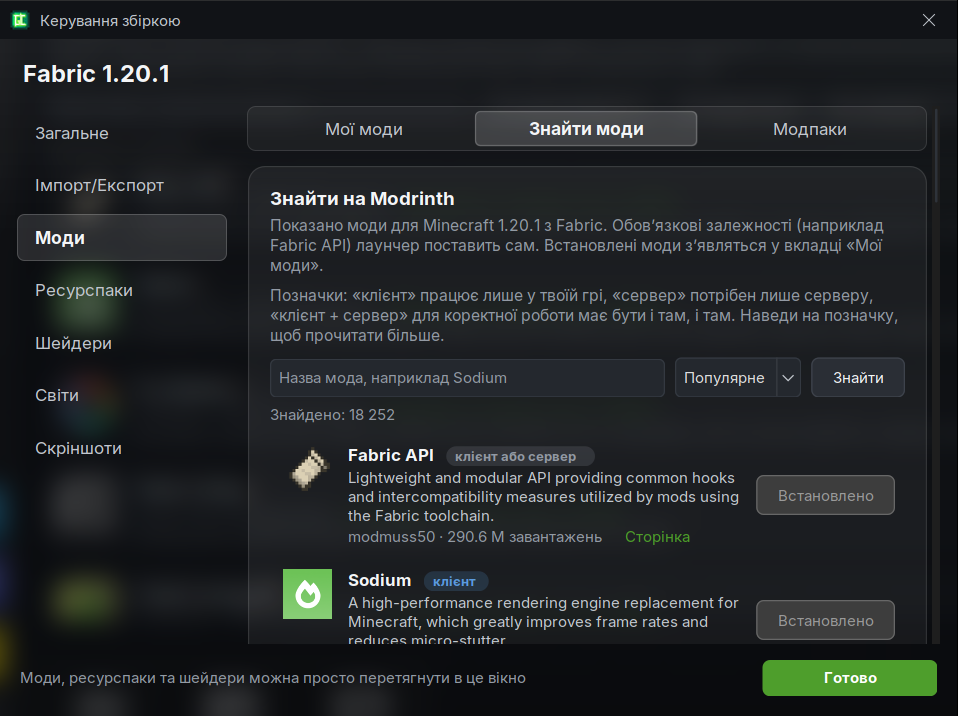 Керування збіркою
Fabric 1.20.1
Загальне
Імпорт/Експорт
Моди
Ресурспаки
Шейдери
Світи
Скріншоти
Мої моди
Знайти моди
Модпаки
Знайти на Modrinth
Показано моди для Minecraft 1.20.1 з Fabric. Обов’язкові залежності (наприклад
Fabric API) лаунчер поставить сам. Встановлені моди з’являться у вкладці «Мої
моди».
Позначки: «клієнт» працює лише у твоїй грі, «сервер» потрібен лише серверу,
«клієнт + сервер» для коректної роботи має бути і там, і там. Наведи на позначку,
щоб прочитати більше.
Назва мода, наприклад Sodium
Популярне
Знайти
Знайдено: 18 252
Fabric API клієнт або сервер
Lightweight and modular API providing common hooks
and intercompatibility measures utilized by mods using
the Fabric toolchain.
modmuss50 · 290.6 M завантажень Сторінка
Встановлено
Sodium клієнт
A high-performance rendering engine replacement for
Minecraft, which greatly improves frame rates and
reduces micro-stutter
Встановлено
Моди, ресурспаки та шейдери можна просто перетягнути в це вікно
Готово